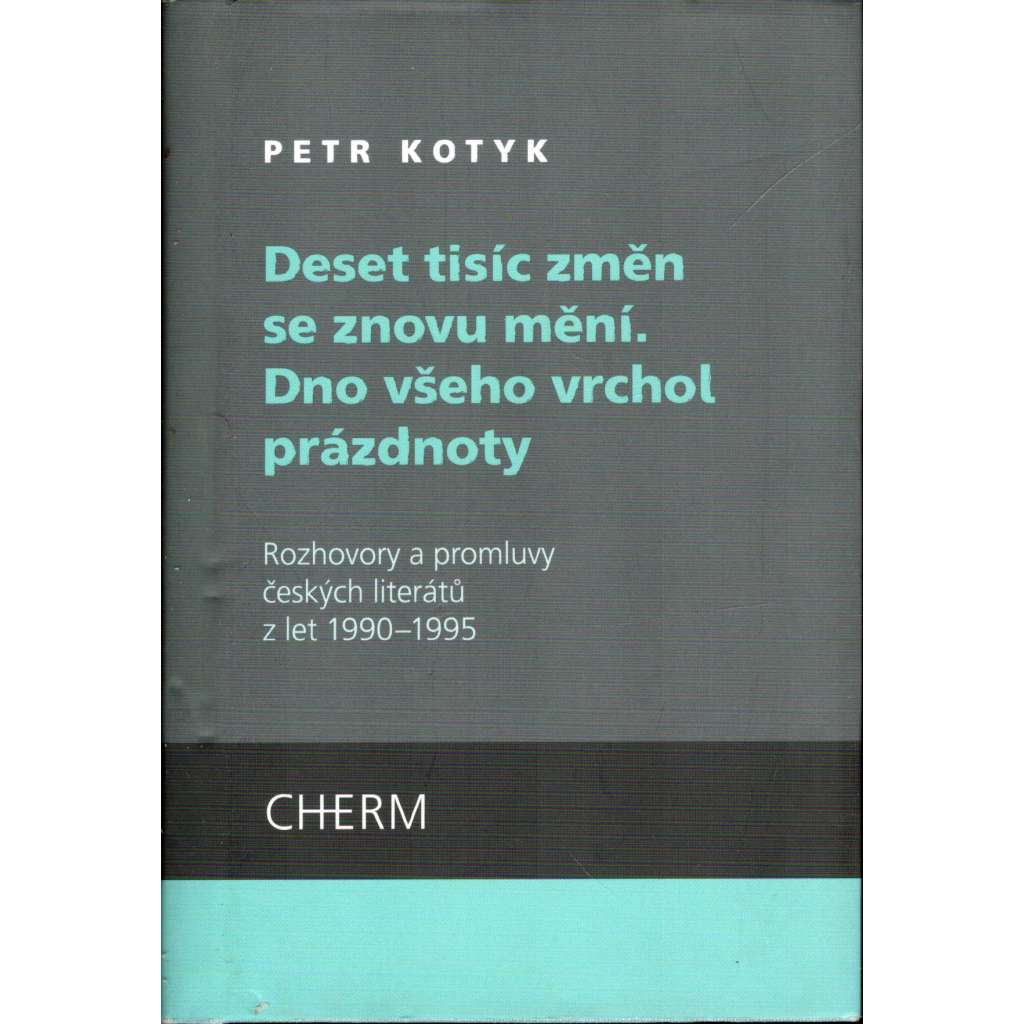 PETR KOTYK
Deset tisíc změn
se znovu mění.
Dno všeho vrchol
prázdnoty
Rozhovory a promluvy
českých literátů
z let 1990–1995
CHERM